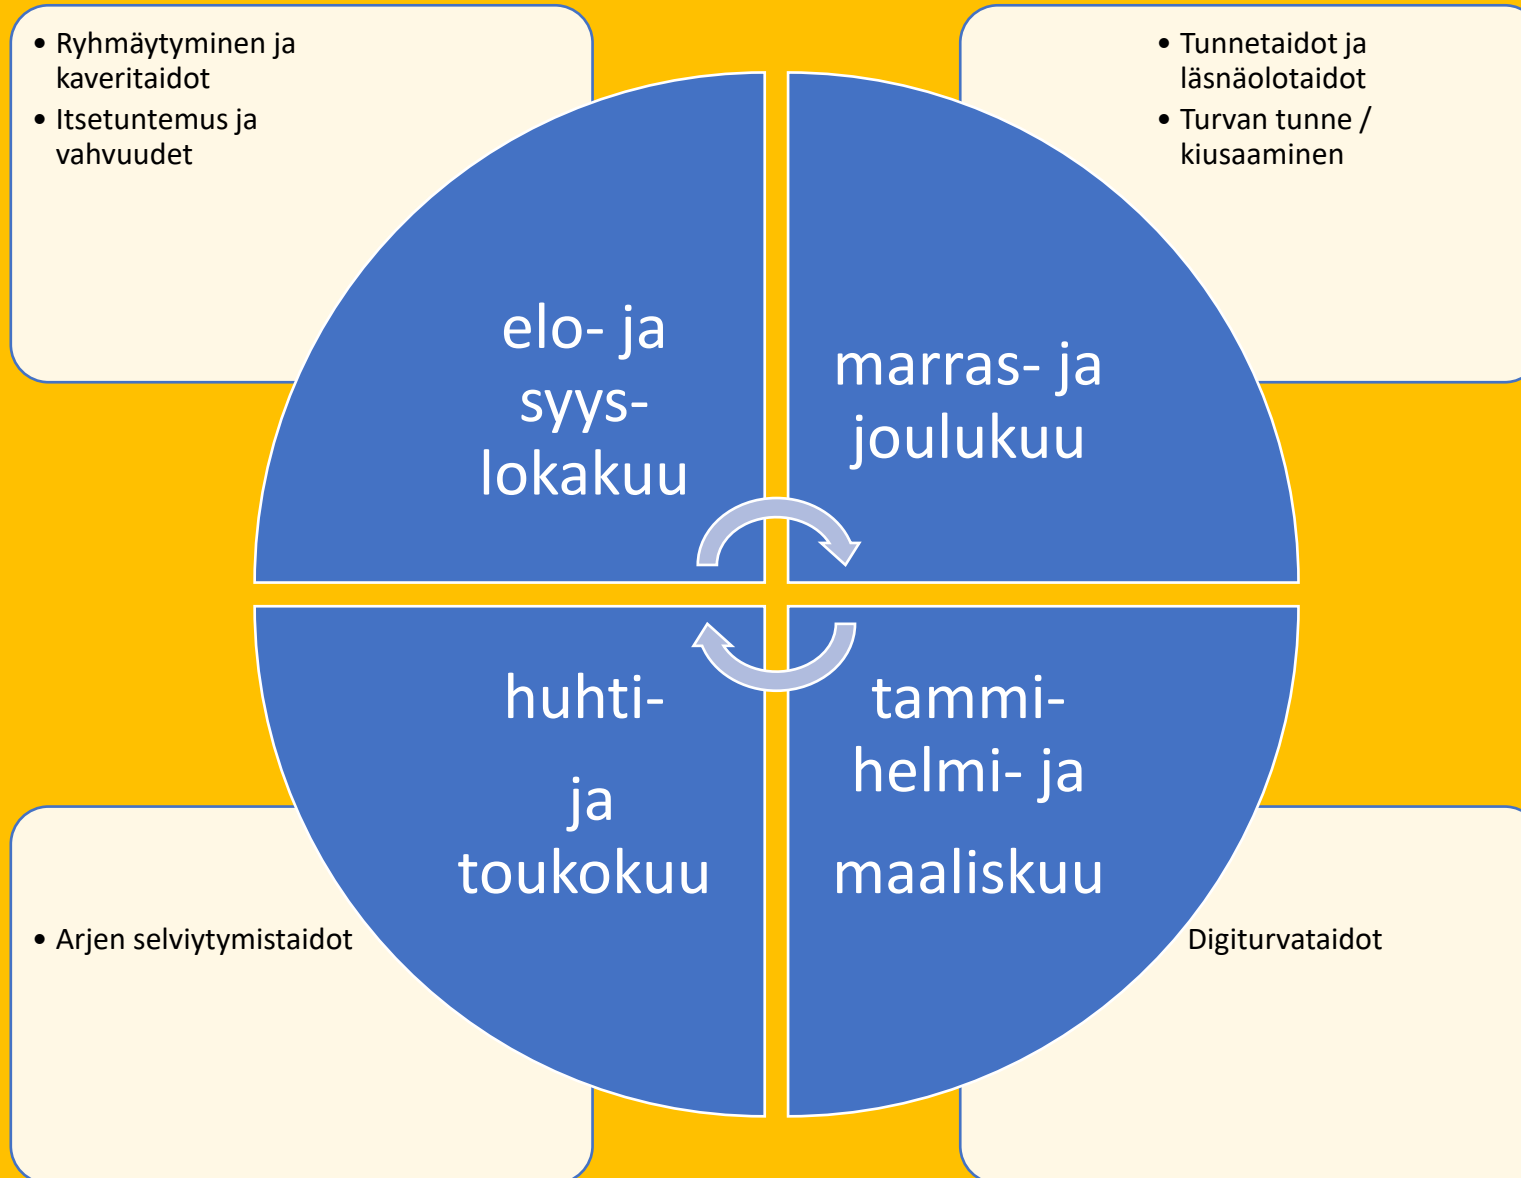 • Ryhmäytyminen ja
kaveritaidot
• Itsetuntemus ja
vahvuudet
• Tunnetaidot ja
läsnäolotaidot
• Turvan tunne /
kiusaaminen
elo- ja
syys-
lokakuu
marras- ja
joulukuu
huhti-
ja
toukokuu
tammi-
helmi- ja
maaliskuu
• Arjen selviytymistaidot
Digiturvataidot